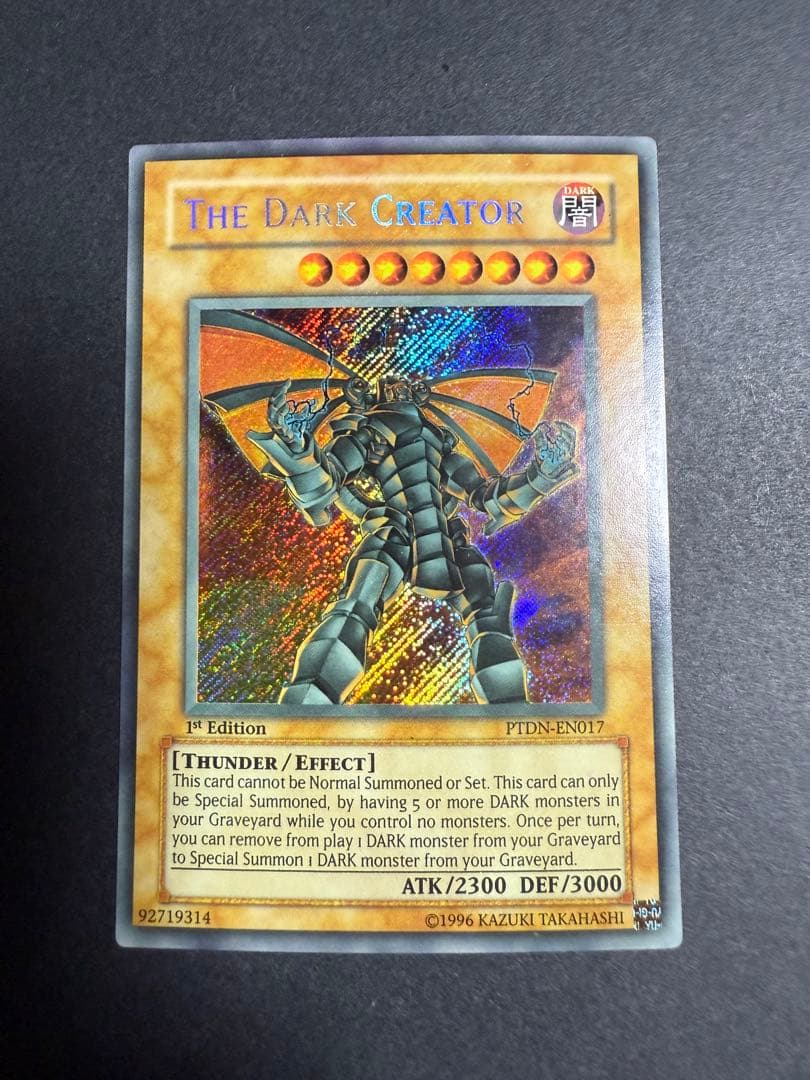 THE DARK CREATOR
DARK
闇
1st Edition
PTDN-EN017
[THUNDER / EFFECT]
This card cannot be Normal Summoned or Set. This card can only
be Special Summoned, by having 5 or more DARK monsters in
your Graveyard while you control no monsters. Once per turn,
you can remove from play 1 DARK monster from your Graveyard
to Special Summon 1 DARK monster from your Graveyard.
ATK/2300 DEF/3000
92719314
©1996 KAZUKI TAKAHASHI